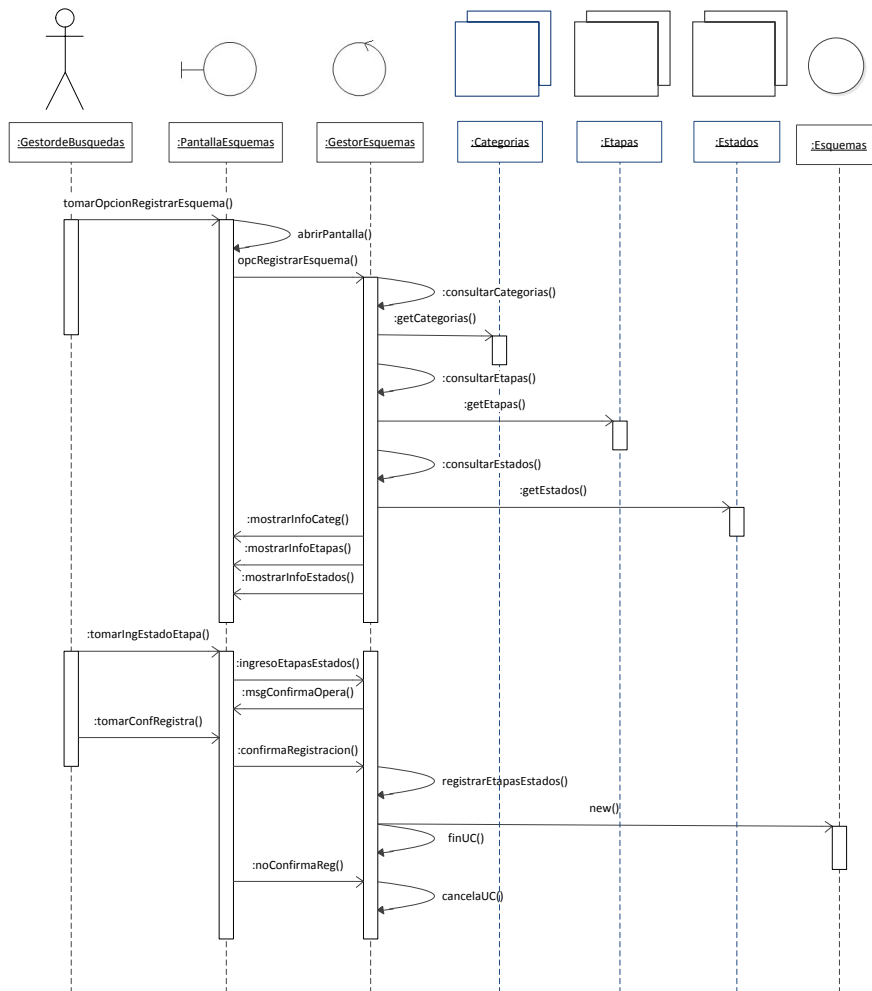 :GestordeBusquedas
:PantallaEsquemas
:GestorEsquemas
:Categorias
:Etapas
:Estados
:Esquemas
tomarOpcionRegistrarEsquema()
abrirPantalla()
opcRegistrarEsquema()
:consultarCategorias()
:getCategorias()
:consultarEtapas()
:getEtapas()
:consultarEstados()
:getEstados()
:mostrarInfoCateg()
:mostrarInfoEtapas()
:mostrarInfoEstados()
:tomarIngEstadoEtapa()
:ingresoEtapasEstados()
:msgConfirmaOpera()
:tomarConfRegistra()
:confirmaRegistracion()
registrarEtapasEstados()
new()
finUC()
:noConfirmaReg()
cancelaUC()